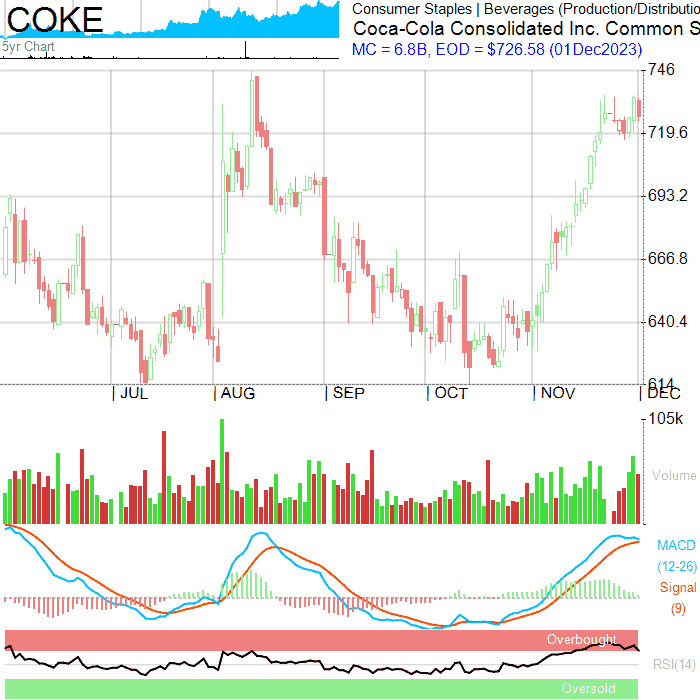 COKE
5yr Chart
Consumer Staples | Beverages (Production/Distributio
Coca-Cola Consolidated Inc. Common S
MC = 6.8B, EOD = $726.58 (01Dec2023)
746
719.6
693.2
666.8
640.4
614
JUL AUG SEP OCT NOV DEC
105k
Volume
MACD
(12-26)
Signal
(9)
Overbought
RSI(14)
Oversold